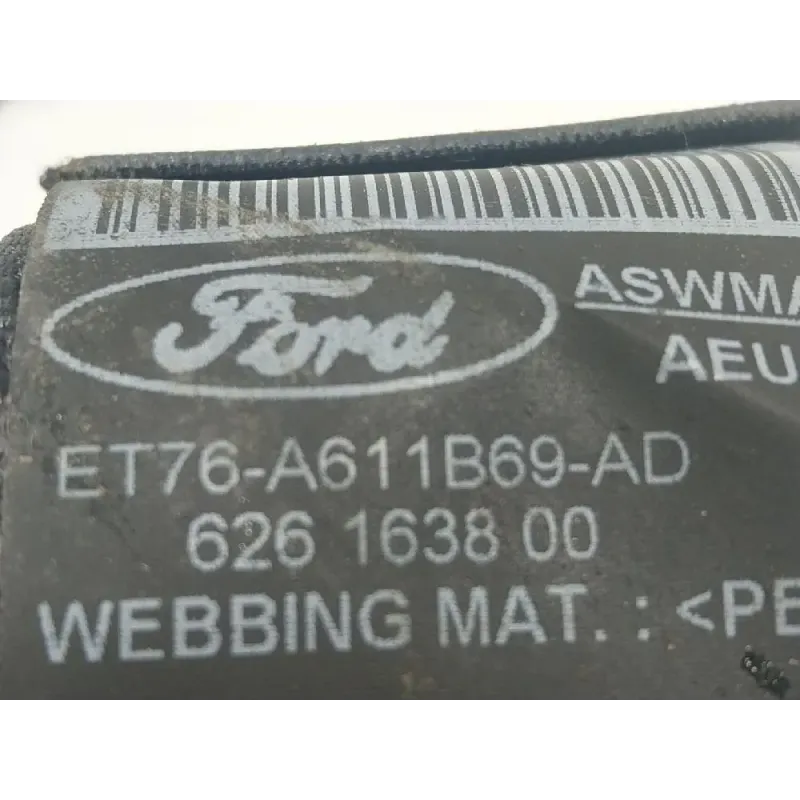 Ford
ASWMA
AEU
ET76-A611B69-AD
626 1638 00
WEBBING MAT. : <PE